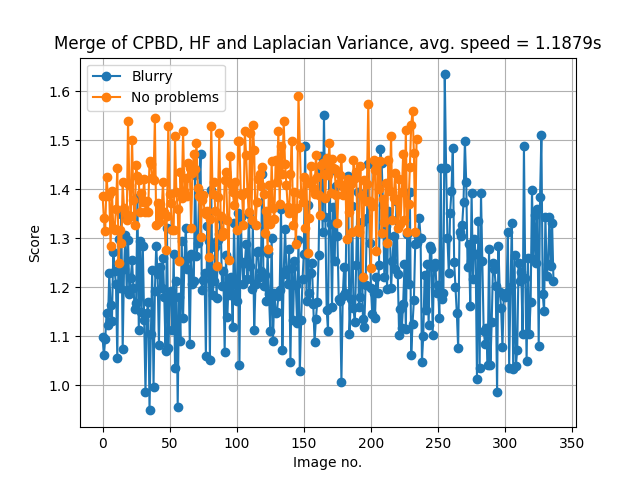 Merge of CPBD, HF and Laplacian Variance, avg. speed = 1.1879s
Blurry
No problems
1.6
1.5
1.4
1.3
1.2
1.1
1.0
Score
0 50 100 150 200 250 300 350
Image no.